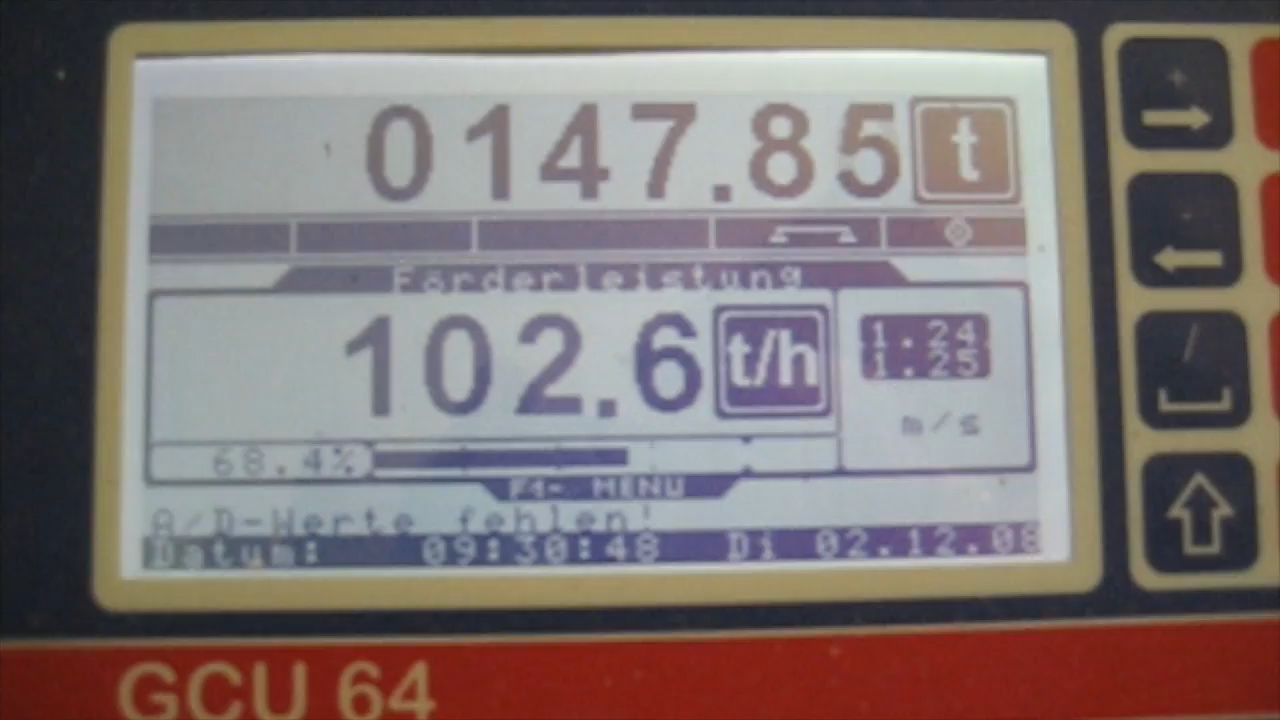 0147.85 t
Förderleistung
102.6 t/h
1.24
1.25
m/s
68.4%
F1- MENU
A/D-Werte fehlen!
Datum: 09:30:48 Di 02.12.08
GCU 64